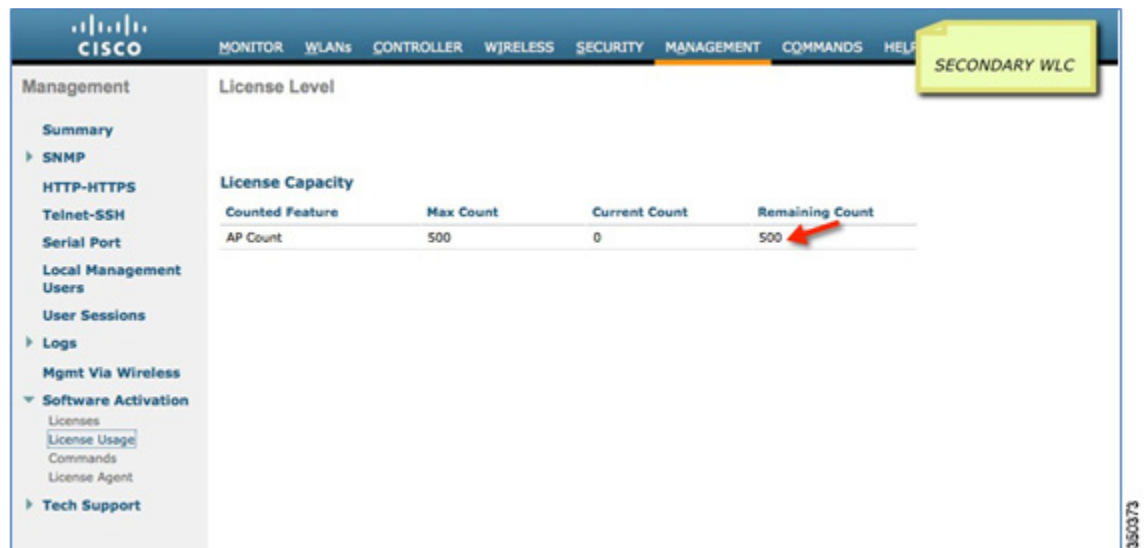 CISCO
MONITOR WLANs CONTROLLER WIRELESS SECURITY MANAGEMENT COMMANDS HELP
SECONDARY WLC
Management
Summary
SNMP
HTTP-HTTPS
Telnet-SSH
Serial Port
Local Management
Users
User Sessions
Logs
Mgmt Via Wireless
Software Activation
Licenses
License Usage
Commands
License Agent
Tech Support
License Level
License Capacity
Counted Feature Max Count Current Count Remaining Count
AP Count 500 0 500
350373